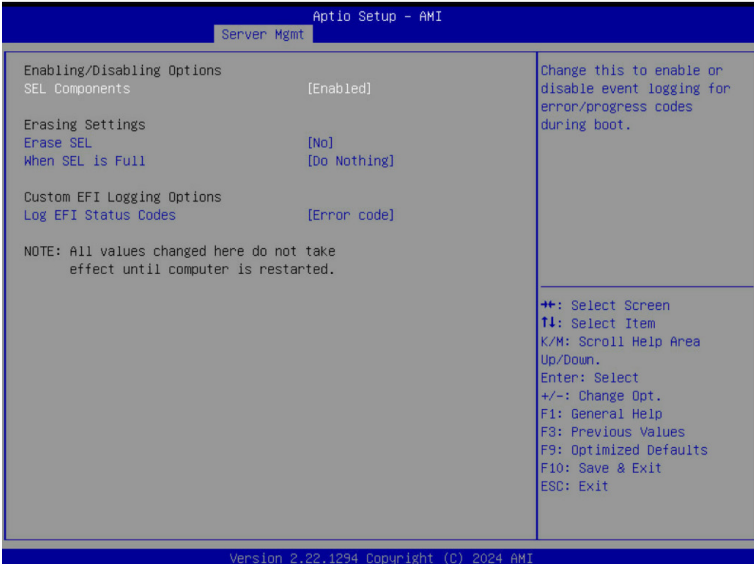 Aptio Setup - AMI
Server Mgmt
Enabling/Disabling Options
SEL Components [Enabled]
Erasing Settings
Erase SEL [No]
When SEL is Full [Do Nothing]
Custom EFI Logging Options
Log EFI Status Codes [Error code]
NOTE: All values changed here do not take
effect until computer is restarted.
Change this to enable or
disable event logging for
error/progress codes
during boot.
→←: Select Screen
↑↓: Select Item
K/M: Scroll Help Area
Up/Down.
Enter: Select
+/-: Change Opt.
F1: General Help
F3: Previous Values
F9: Optimized Defaults
F10: Save & Exit
ESC: Exit
Version 2.22.1294 Copyright (C) 2024 AMI